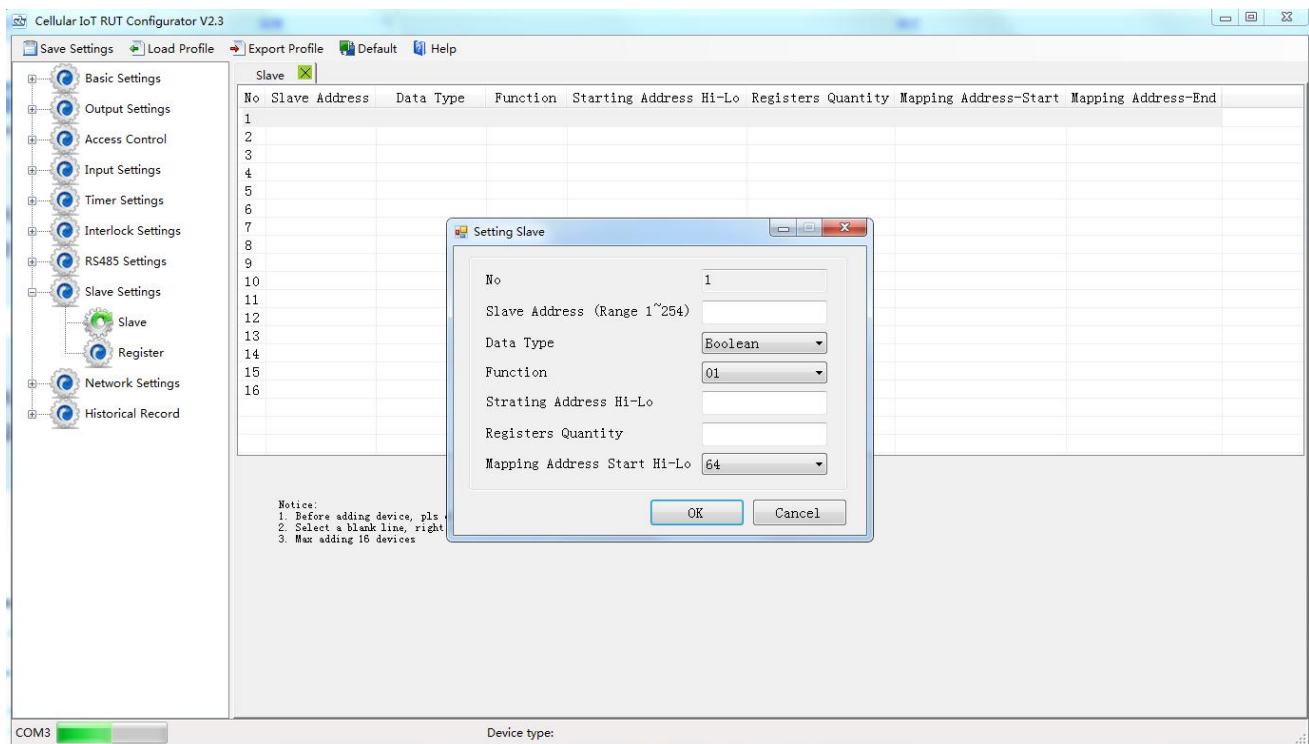 Cellular IoT RUT Configurator V2.3
Save Settings Load Profile Export Profile Default Help
Basic Settings
Output Settings
Access Control
Input Settings
Timer Settings
Interlock Settings
RS485 Settings
Slave Settings
Slave
Register
Network Settings
Historical Record
Slave
No Slave Address Data Type Function Starting Address Hi-Lo Registers Quantity Mapping Address-Start Mapping Address-End
1
2
3
4
5
6
7
8
9
10
11
12
13
14
15
16
Setting Slave
No 1
Slave Address (Range 1~254)
Data Type Boolean
Function 01
Strating Address Hi-Lo
Registers Quantity
Mapping Address Start Hi-Lo 64
OK Cancel
Notice:
1. Before adding device, pls
2. Select a blank line, right
3. Max adding 16 devices
COM3 Device type: